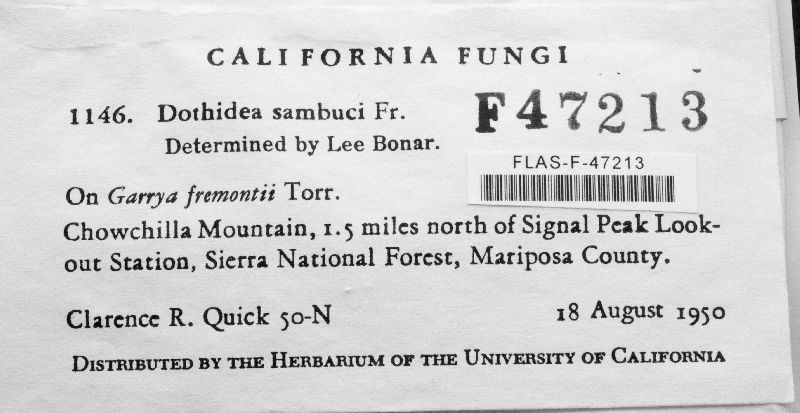 CALIFORNIA FUNGI
1146. Dothidea sambuci Fr.
F47213
Determined by Lee Bonar.
FLAS-F-47213
On Garrya fremontii Torr.
Chowchilla Mountain, 1.5 miles north of Signal Peak Look-
out Station, Sierra National Forest, Mariposa County.
Clarence R. Quick 50-N 18 August 1950
DISTRIBUTED BY THE HERBARIUM OF THE UNIVERSITY OF CALIFORNIA